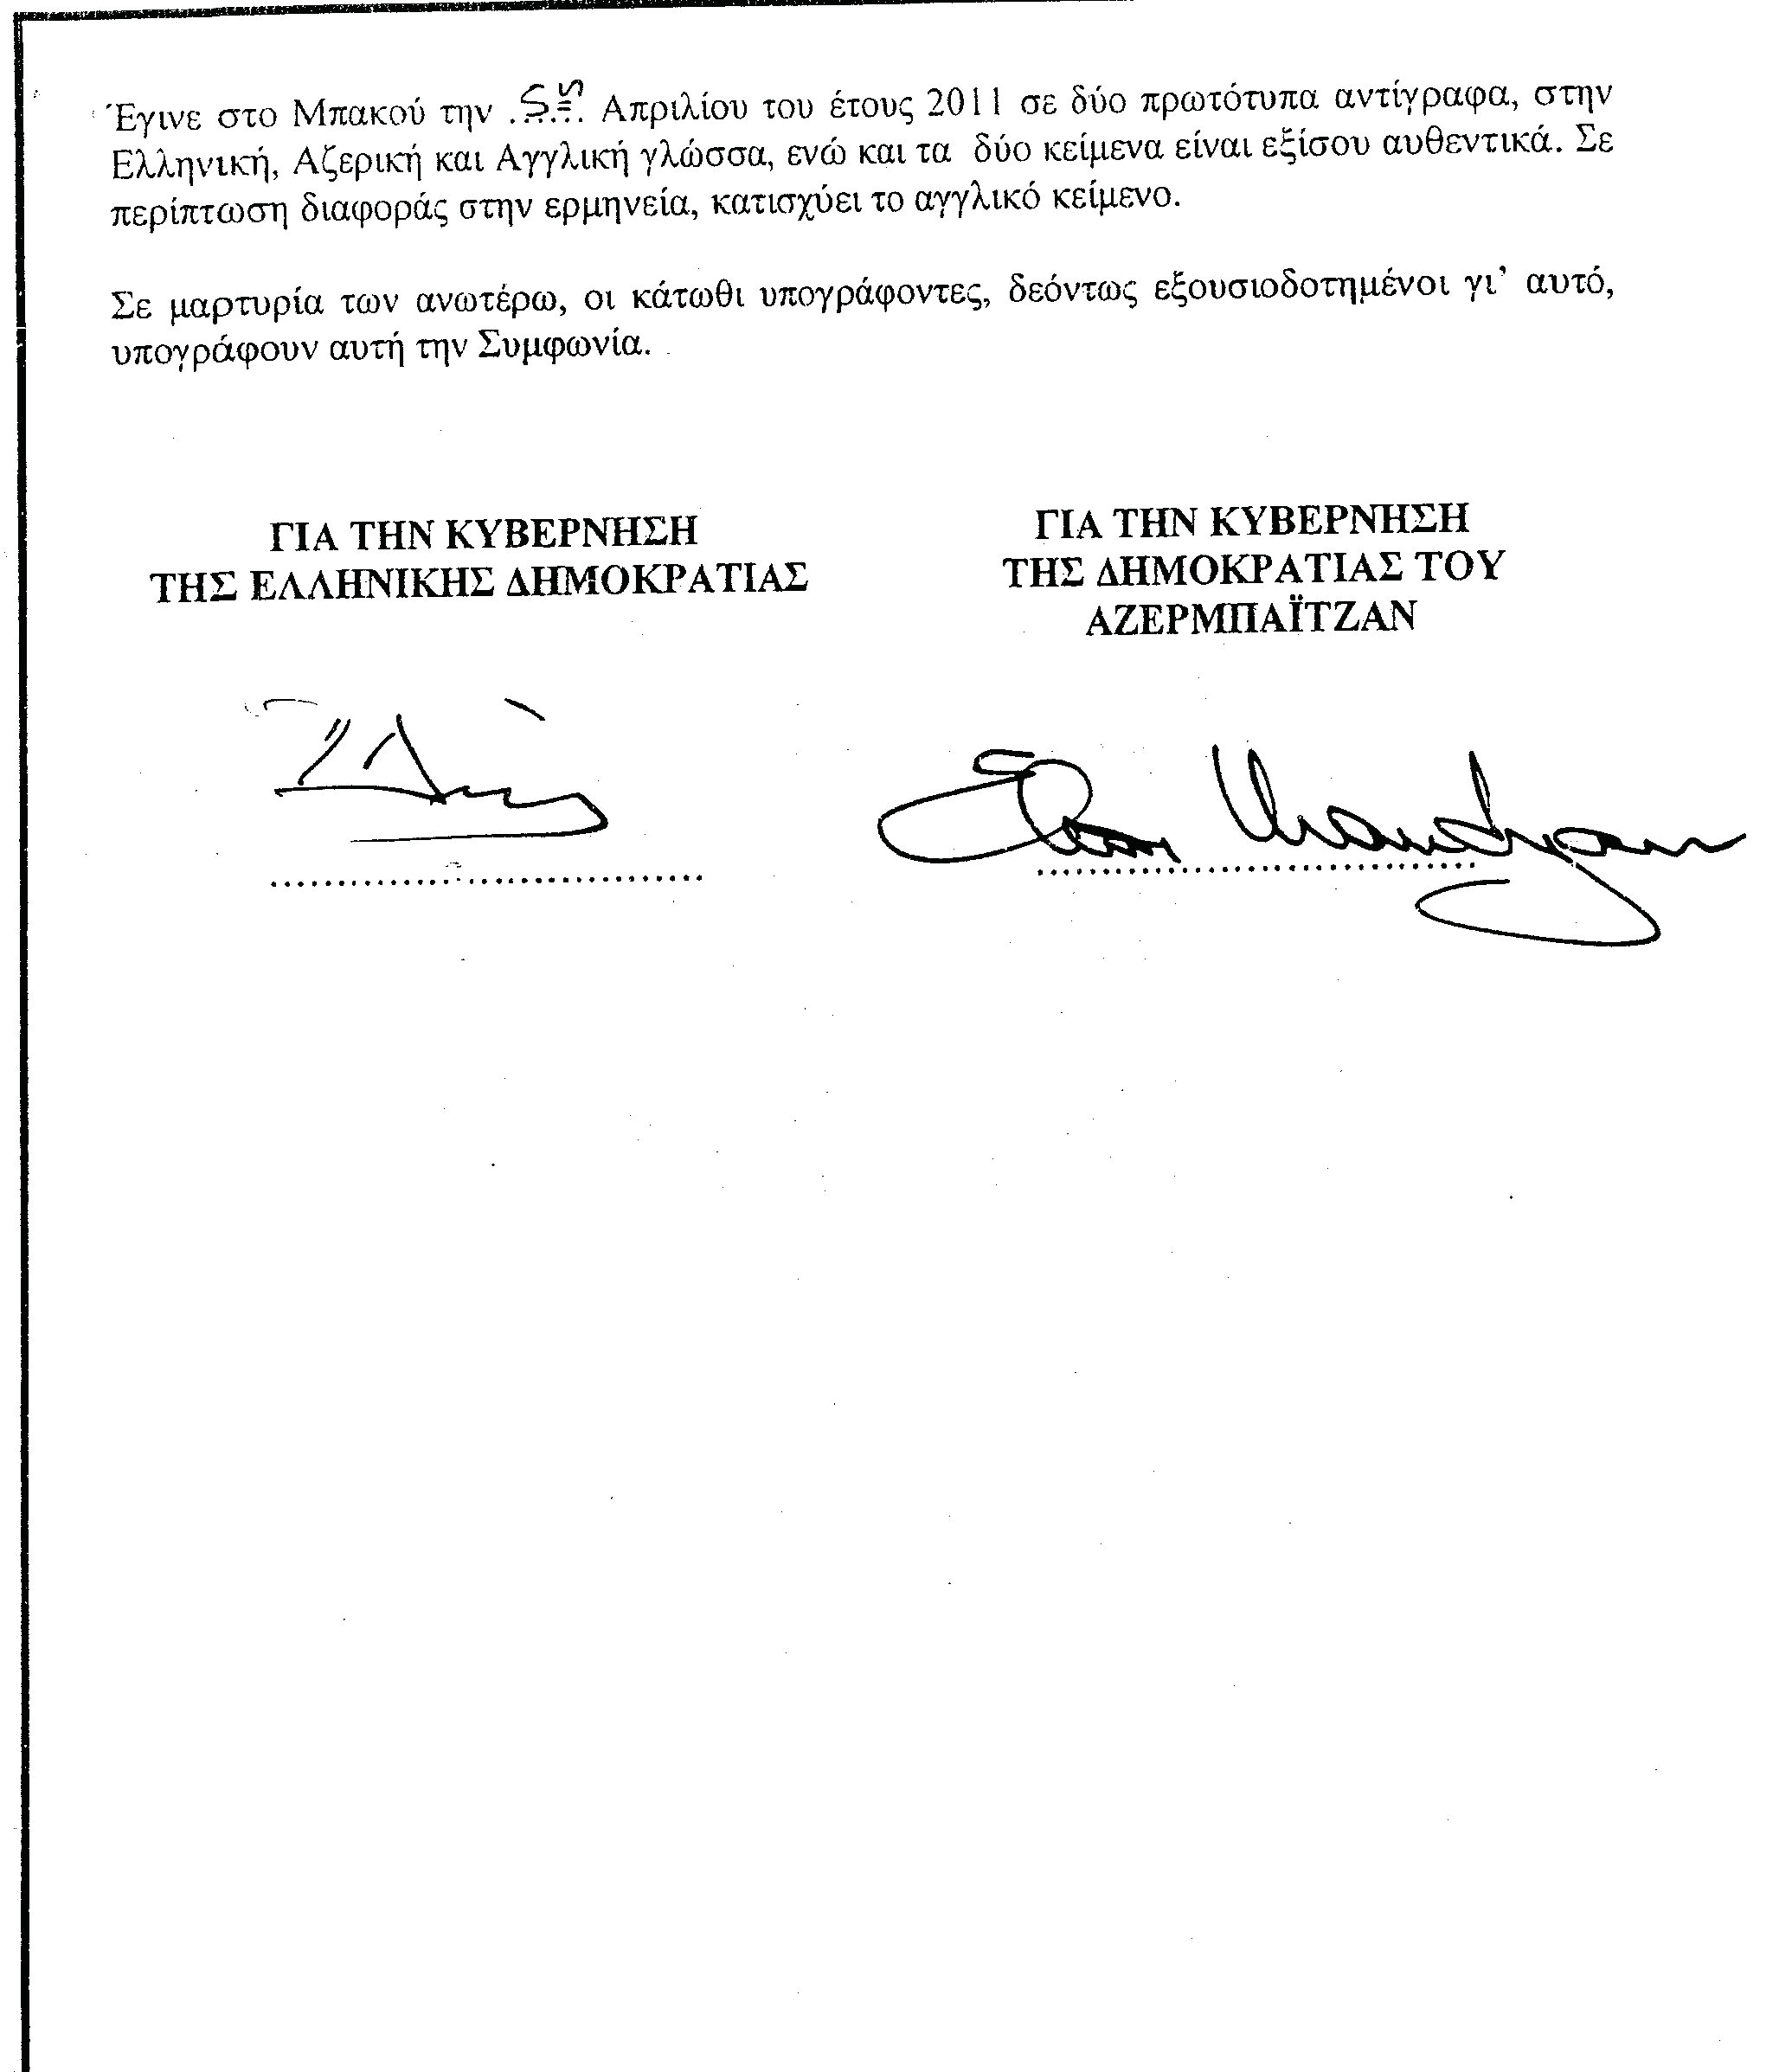 Έγινε στο Μπακού την .5ης. Απριλίου του έτους 2011 σε δύο πρωτότυπα αντίγραφα, στην
Ελληνική, Αζερική και Αγγλική γλώσσα, ενώ και τα δύο κείμενα είναι εξίσου αυθεντικά. Σε
περίπτωση διαφοράς στην ερμηνεία, κατισχύει το αγγλικό κείμενο.
Σε μαρτυρία των ανωτέρω, οι κάτωθι υπογράφοντες, δεόντως εξουσιοδοτημένοι γι' αυτό,
υπογράφουν αυτή την Συμφωνία.
ΓΙΑ ΤΗΝ ΚΥΒΕΡΝΗΣΗ
ΤΗΣ ΕΛΛΗΝΙΚΗΣ ΔΗΜΟΚΡΑΤΙΑΣ
ΓΙΑ ΤΗΝ ΚΥΒΕΡΝΗΣΗ
ΤΗΣ ΔΗΜΟΚΡΑΤΙΑΣ ΤΟΥ
ΑΖΕΡΜΠΑΪΤΖΑΝ